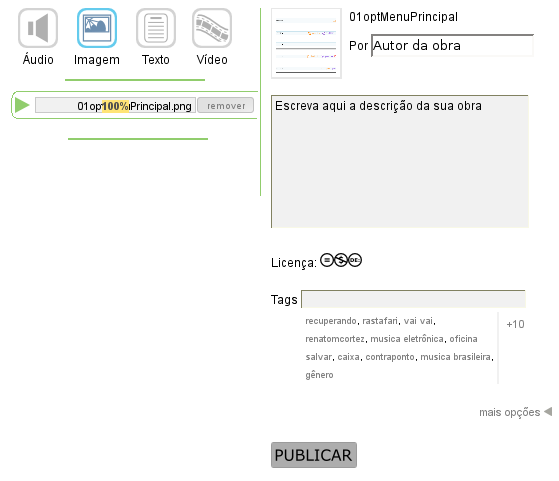 Áudio Imagem Texto Vídeo
100%
Principal.png
remover
01optMenuPrincipal
Por Autor da obra
Escreva aqui a descrição da sua obra
Licença:
Tags
recuperando, rastafari, vai vai,
renatomcortez, musica eletrônica, oficina
salvar, caixa, contraponto, musica brasileira,
gênero
+10
mais opções
PUBLICAR